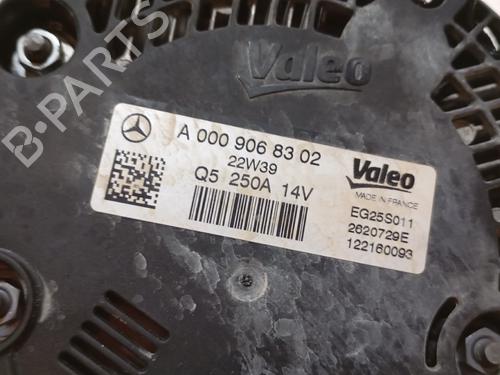 B-PARTS
Valeo
A 000 906 83 02
22W39
Q5 250A 14V
Valeo
MADE IN FRANCE
EG25S011
2620729E
122160093